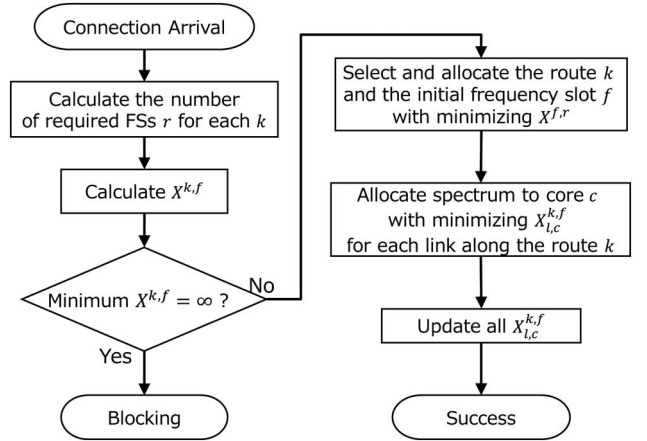 Connection Arrival
Calculate the number
of required FSs r for each k
Calculate X^{k,f}
Minimum X^{k,f} = ∞ ?
No
Yes
Blocking
Select and allocate the route k
and the initial frequency slot f
with minimizing X^{f,r}
Allocate spectrum to core c
with minimizing X_{l,c}^{k,f}
for each link along the route k
Update all X_{l,c}^{k,f}
Success